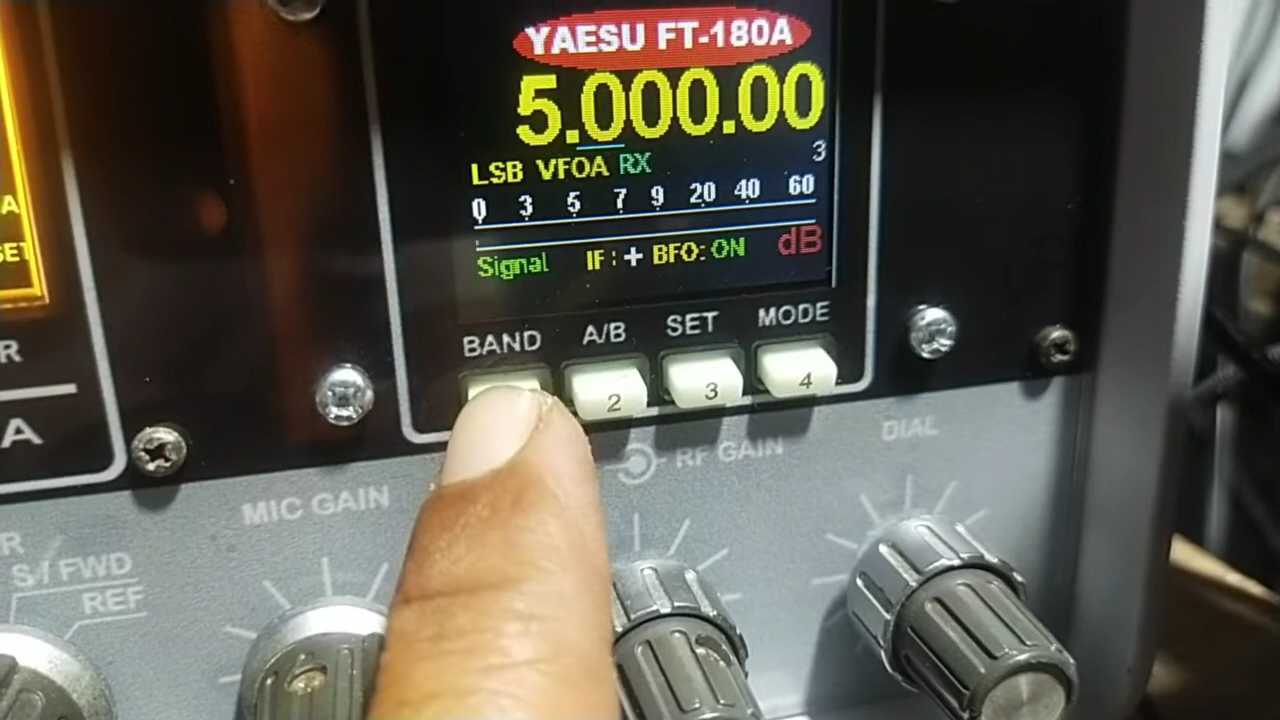 YAESU FT-180A
5.000.00
LSB VFOA RX 3
0 3 5 7 9 20 40 60
Signal IF:+ BFO: ON dB
BAND A/B SET MODE
2 3 4
A
SET
R
A
MIC GAIN
RF GAIN
DIAL
R
S/FWD
REF